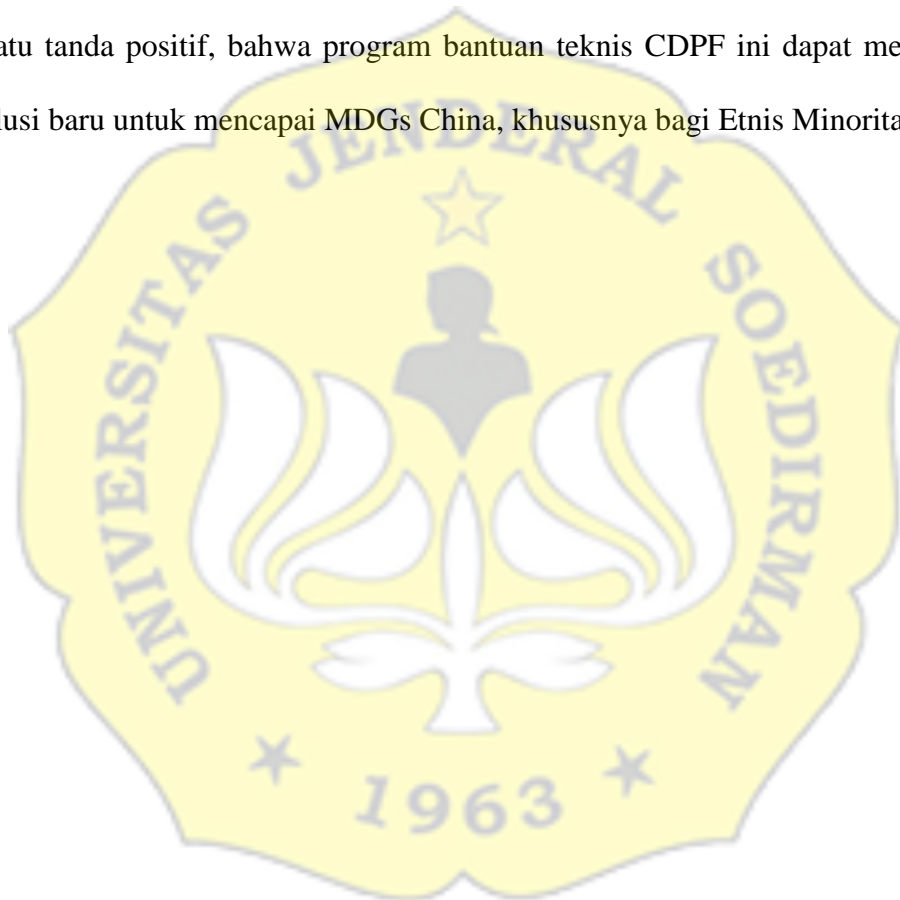 atu tanda positif, bahwa program bantuan teknis CDPF ini dapat me
lusi baru untuk mencapai MDGs China, khususnya bagi Etnis Minorita
UNIVERSITAS JENDERAL SOEDIRMAN
1963